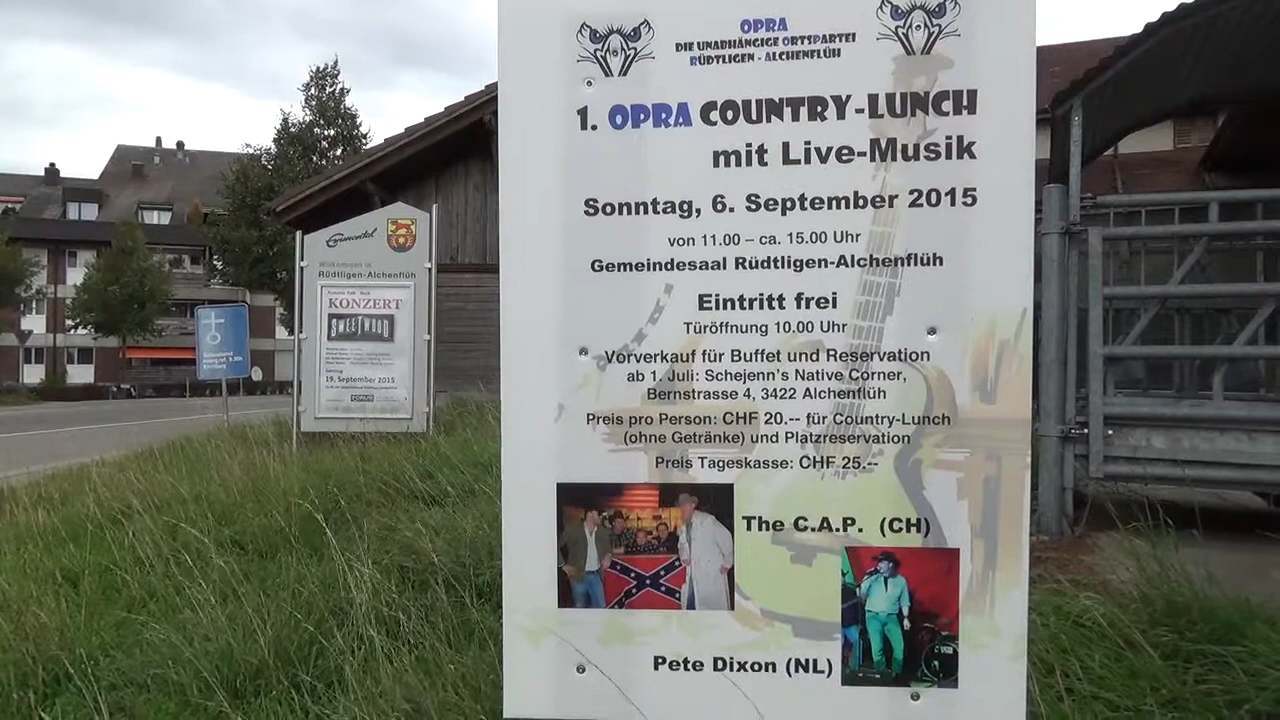 OPRA
DIE UNABHÄNGIGE ORTSPARTEI
RÜDTLIGEN - ALCHENFLÜH
1. OPRA COUNTRY-LUNCH
mit Live-Musik
Sonntag, 6. September 2015
von 11.00 – ca. 15.00 Uhr
Gemeindesaal Rüdtligen-Alchenflüh
Eintritt frei
Türöffnung 10.00 Uhr
Vorverkauf für Buffet und Reservation
ab 1. Juli: Schejenn's Native Corner,
Bernstrasse 4, 3422 Alchenflüh
Preis pro Person: CHF 20.-- für Country-Lunch
(ohne Getränke) und Platzreservation
Preis Tageskasse: CHF 25.--
The C.A.P. (CH)
Pete Dixon (NL)
Emmental
Willkommen in
Rüdtligen-Alchenflüh
KONZERT
SWEETWOOD
19. September 2015
FORUM